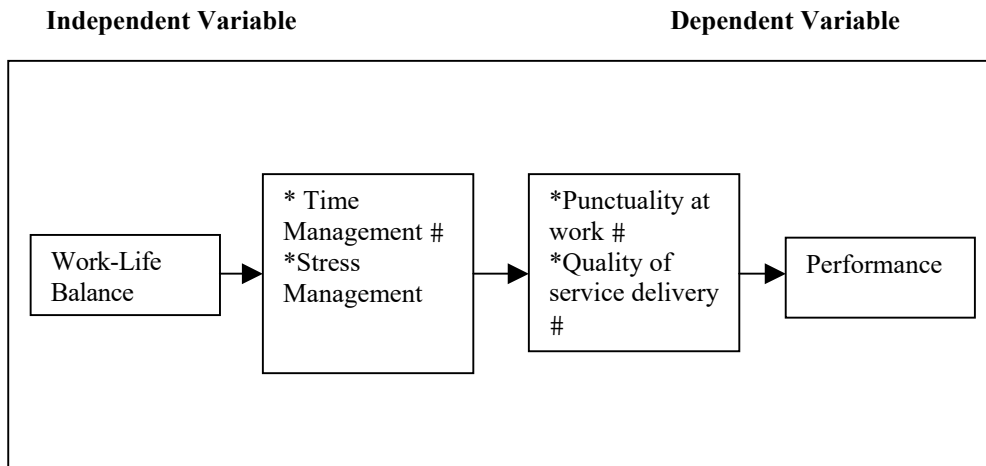 Independent Variable
Dependent Variable
Work-Life
Balance
* Time
Management #
*Stress
Management
*Punctuality at
work #
*Quality of
service delivery
#
Performance